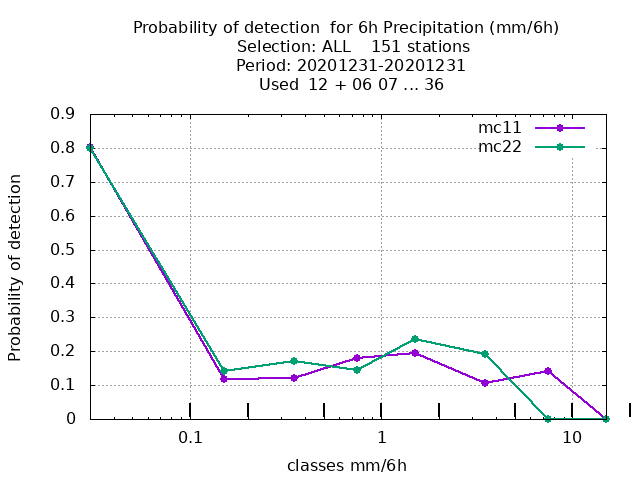 Probability of detection  for 6h Precipitation (mm/6h)
Selection: ALL    151 stations
Period: 20201231-20201231
Used  12 + 06 07 ... 36
mc11
mc22
0.9
0.8
0.7
0.6
0.5
0.4
0.3
0.2
0.1
0
Probability of detection
0.1 1 10
classes mm/6h